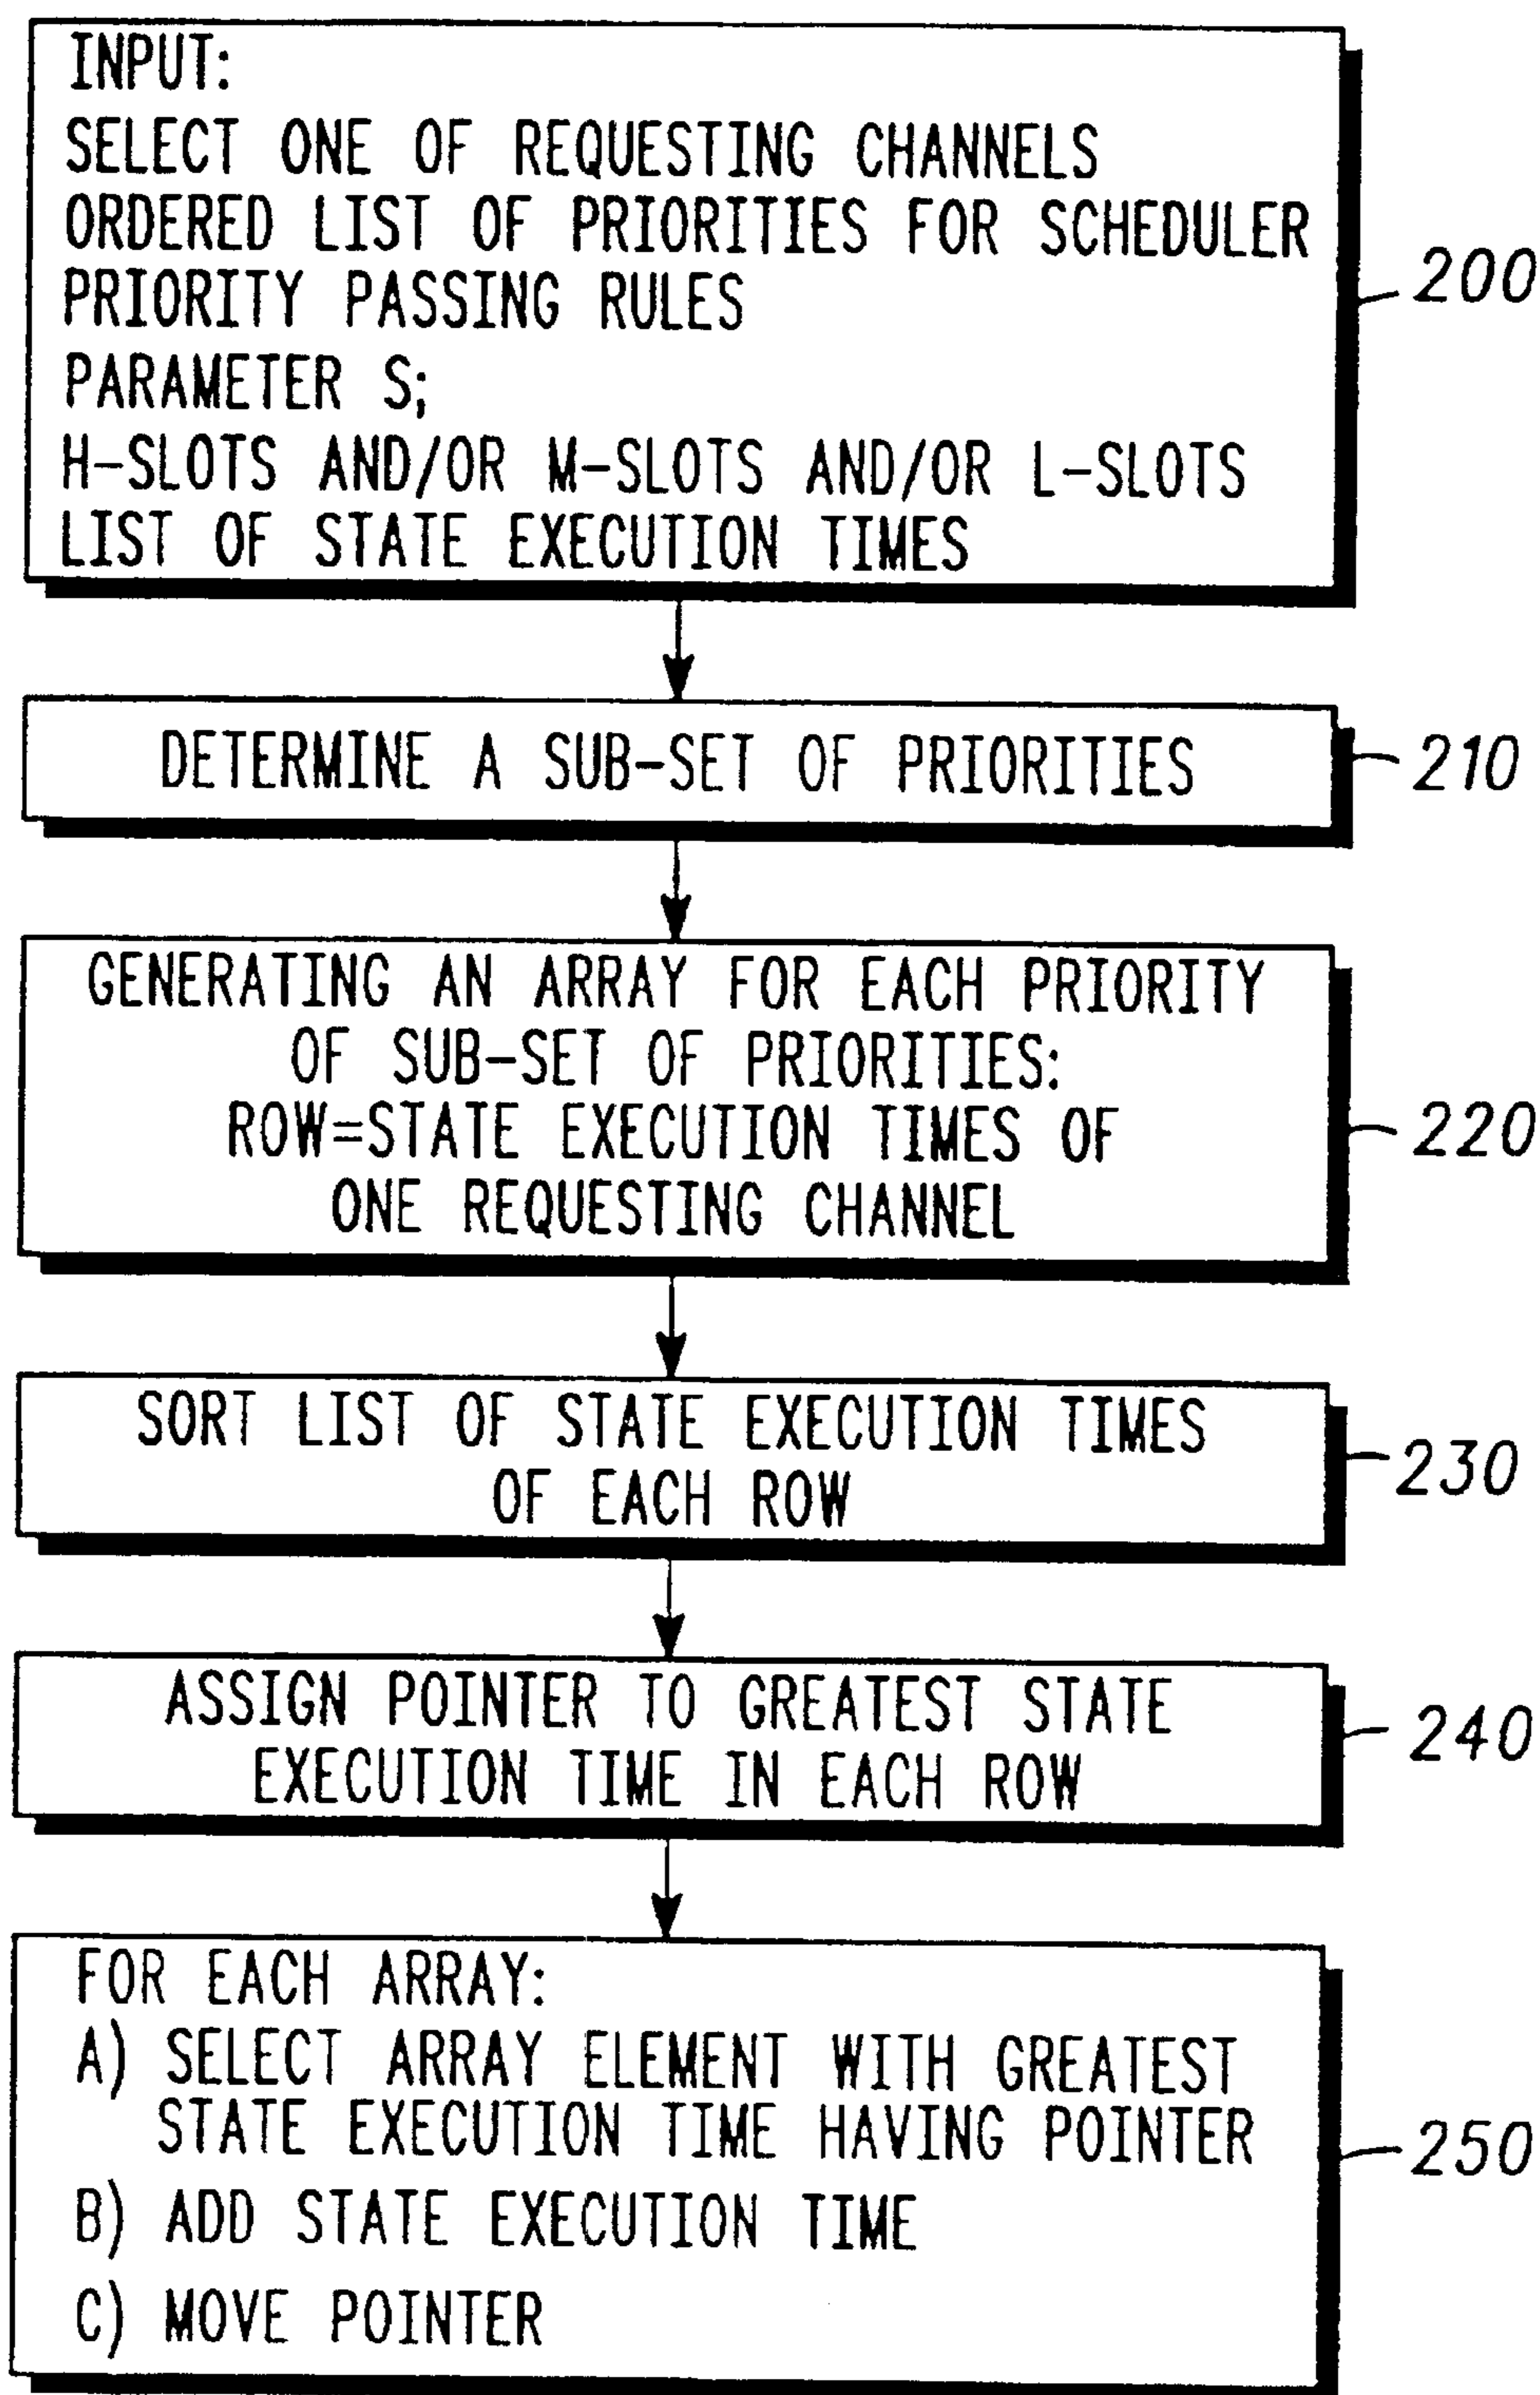 INPUT:
SELECT ONE OF REQUESTING CHANNELS
ORDERED LIST OF PRIORITIES FOR SCHEDULER
PRIORITY PASSING RULES
PARAMETER S;
H-SLOTS AND/OR M-SLOTS AND/OR L-SLOTS
LIST OF STATE EXECUTION TIMES
200
DETERMINE A SUB-SET OF PRIORITIES
210
GENERATING AN ARRAY FOR EACH PRIORITY
OF SUB-SET OF PRIORITIES:
ROW=STATE EXECUTION TIMES OF
ONE REQUESTING CHANNEL
220
SORT LIST OF STATE EXECUTION TIMES
OF EACH ROW
230
ASSIGN POINTER TO GREATEST STATE
EXECUTION TIME IN EACH ROW
240
FOR EACH ARRAY:
A) SELECT ARRAY ELEMENT WITH GREATEST
STATE EXECUTION TIME HAVING POINTER
B) ADD STATE EXECUTION TIME
C) MOVE POINTER
250